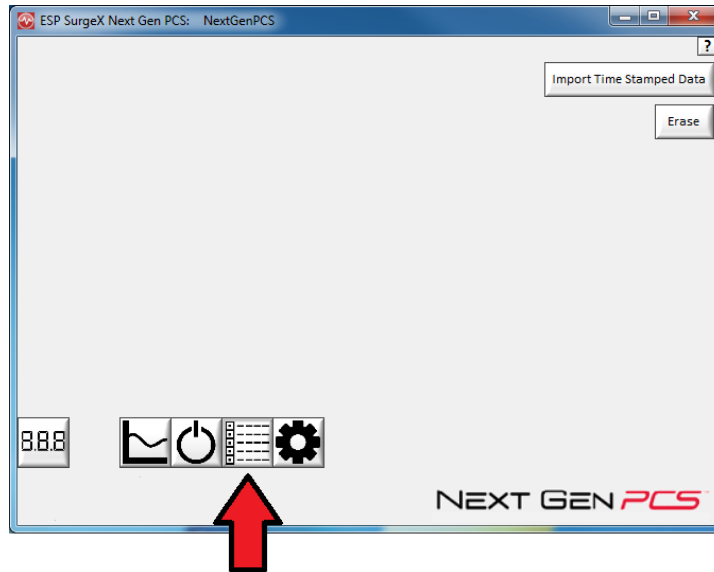 ESP SurgeX Next Gen PCS: NextGenPCS
?
Import Time Stamped Data
Erase
8.8.8
NEXT GEN PCS